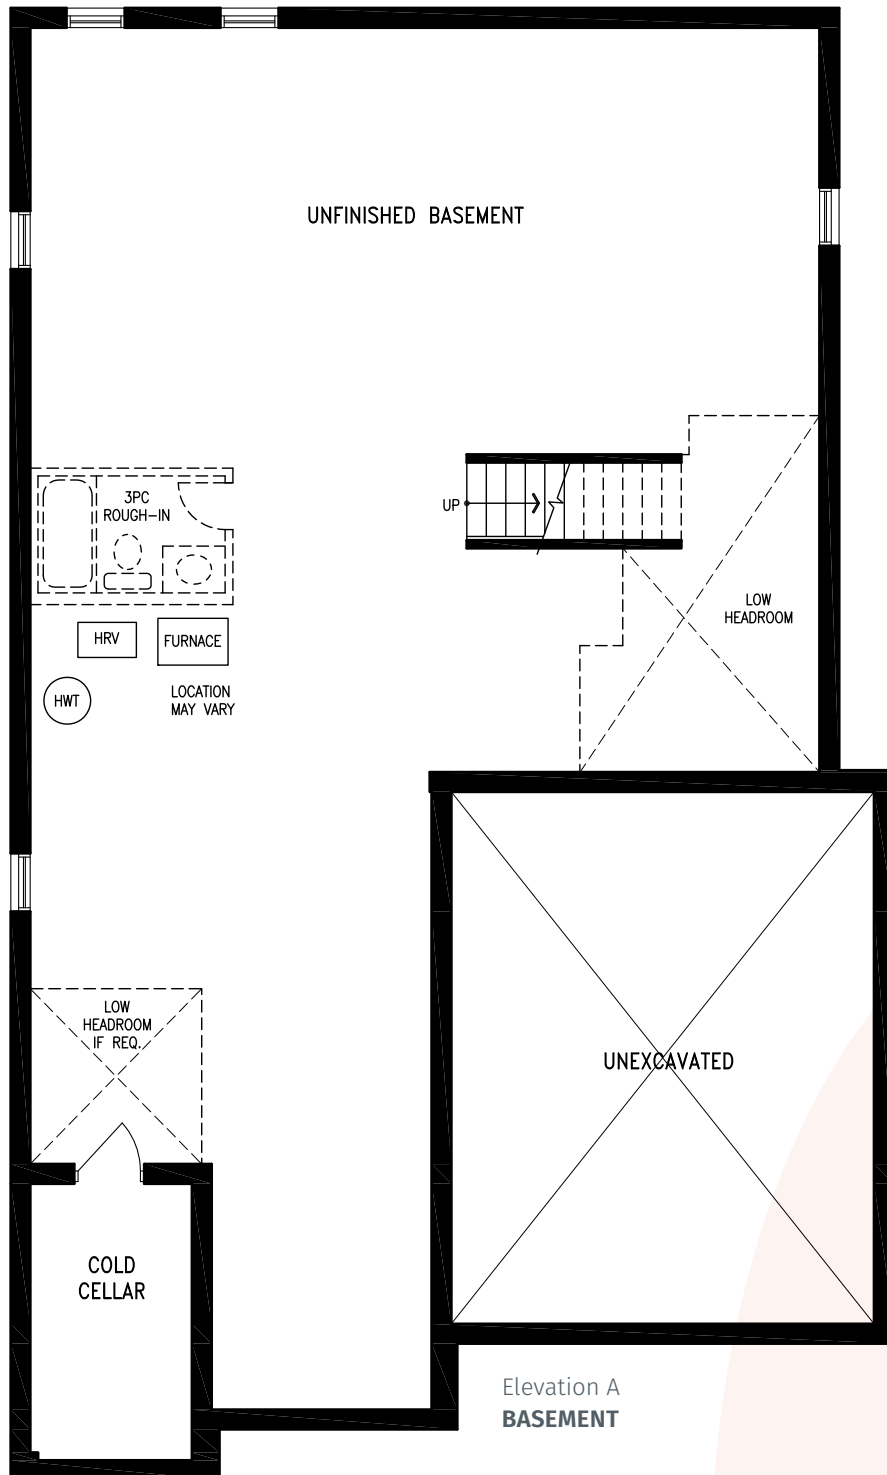 UNFINISHED BASEMENT
UP
3PC
ROUGH-IN
LOW
HEADROOM
HRV
FURNACE
HWT
LOCATION
MAY VARY
LOW
HEADROOM
IF REQ.
UNEXCAVATED
COLD
CELLAR
Elevation A
BASEMENT